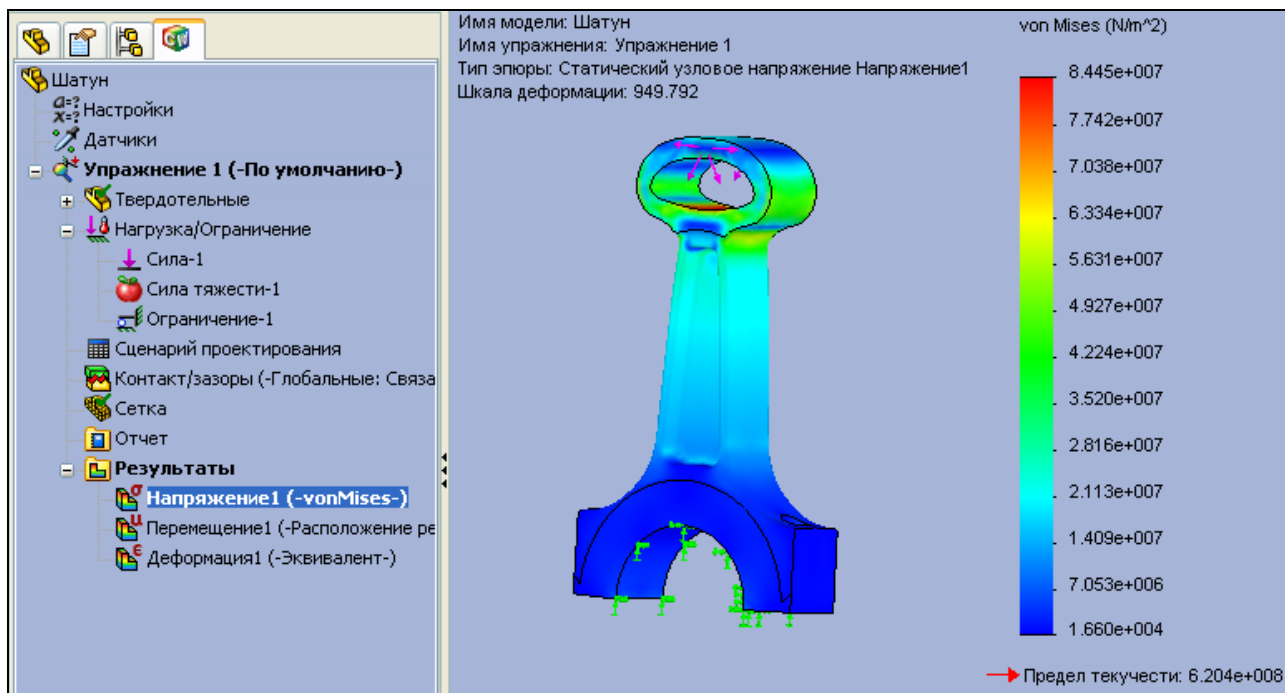 Шатун
Настройки
Датчики
Упражнение 1 (-По умолчанию-)
Твердотельные
Нагрузка/Ограничение
Сила-1
Сила тяжести-1
Ограничение-1
Сценарий проектирования
Контакт/зазоры (-Глобальные: Связа
Сетка
Отчет
Результаты
Напряжение1 (-vonMises-)
Перемещение1 (-Расположение ре
Деформация1 (-Эквивалент-)
Имя модели: Шатун
Имя упражнения: Упражнение 1
Тип эпюры: Статический узловое напряжение Напряжение1
Шкала деформации: 949.792
von Mises (N/m^2)
8.445e+007
7.742e+007
7.038e+007
6.334e+007
5.631e+007
4.927e+007
4.224e+007
3.520e+007
2.816e+007
2.113e+007
1.409e+007
7.053e+006
1.660e+004
Предел текучести: 6.204e+008